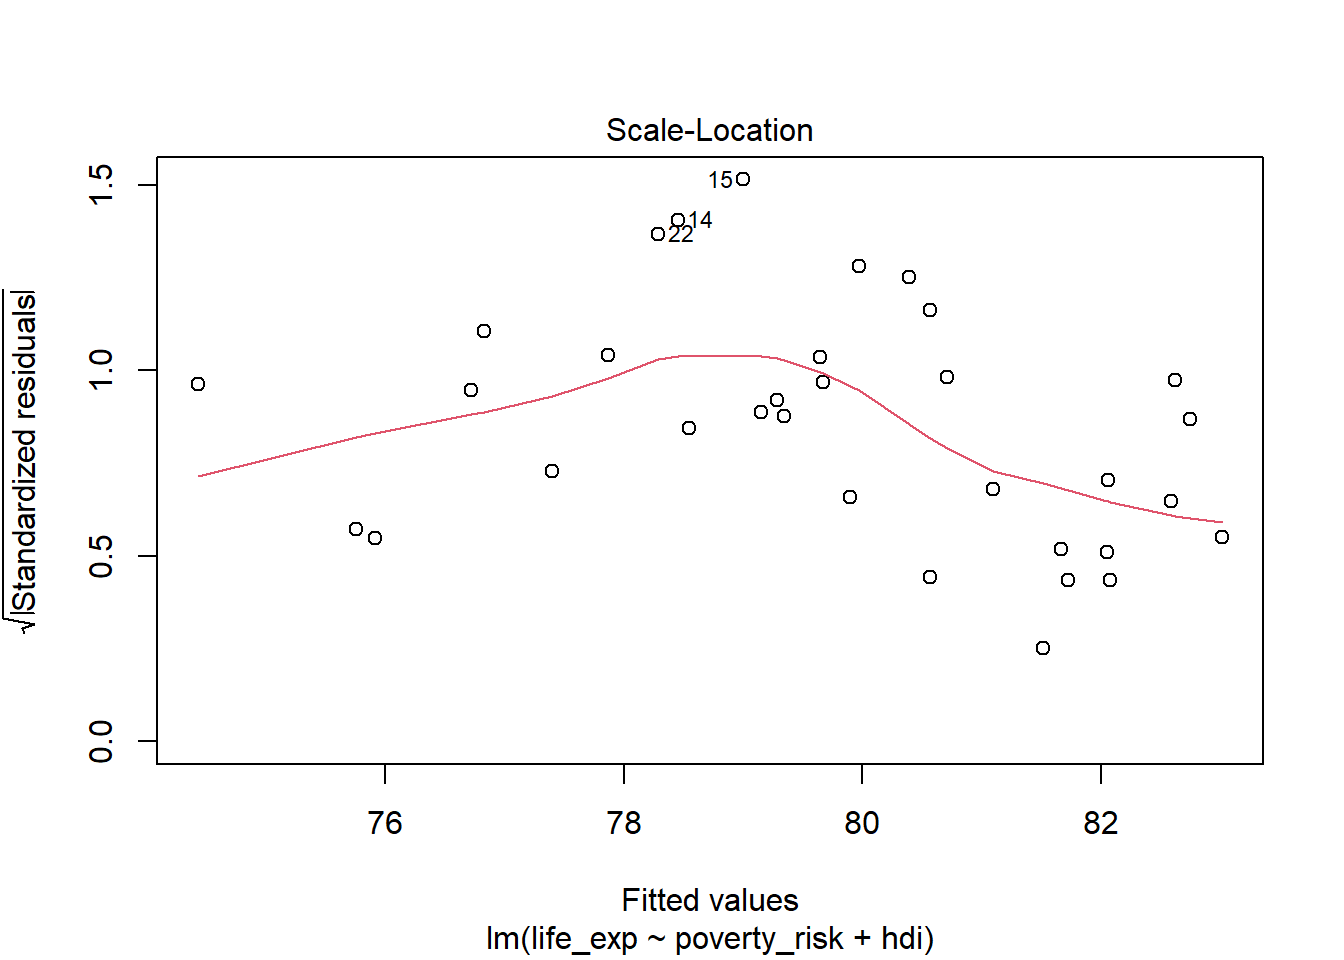 Scale-Location
√|Standardized residuals|
1.5
1.0
0.5
0.0
15
14
22
76 78 80 82
Fitted values
lm(life_exp ~ poverty_risk + hdi)